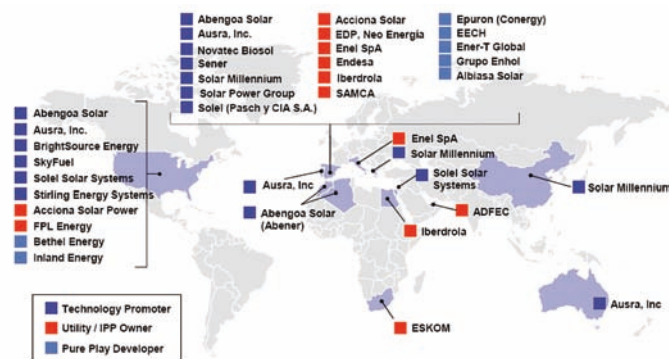 Abengoa Solar
Ausra, Inc.
Novatec Biosol
Sener
Solar Millennium
Solar Power Group
Solel (Pasch y CIA S.A.)
Acciona Solar
EDP, Neo Energía
Enel SpA
Endesa
Iberdrola
SAMCA
Epuron (Conergy)
EECH
Ener-T Global
Grupo Enhol
Albiasa Solar
Abengoa Solar
Ausra, Inc.
BrightSource Energy
SkyFuel
Solel Solar Systems
Stirling Energy Systems
Acciona Solar Power
FPL Energy
Bethel Energy
Inland Energy
Enel SpA
Solar Millennium
Ausra, Inc
Solel Solar
Systems
Solar Millennium
Abengoa Solar
(Abener)
ADFEC
Iberdrola
Ausra, Inc
ESKOM
Technology Promoter
Utility / IPP Owner
Pure Play Developer